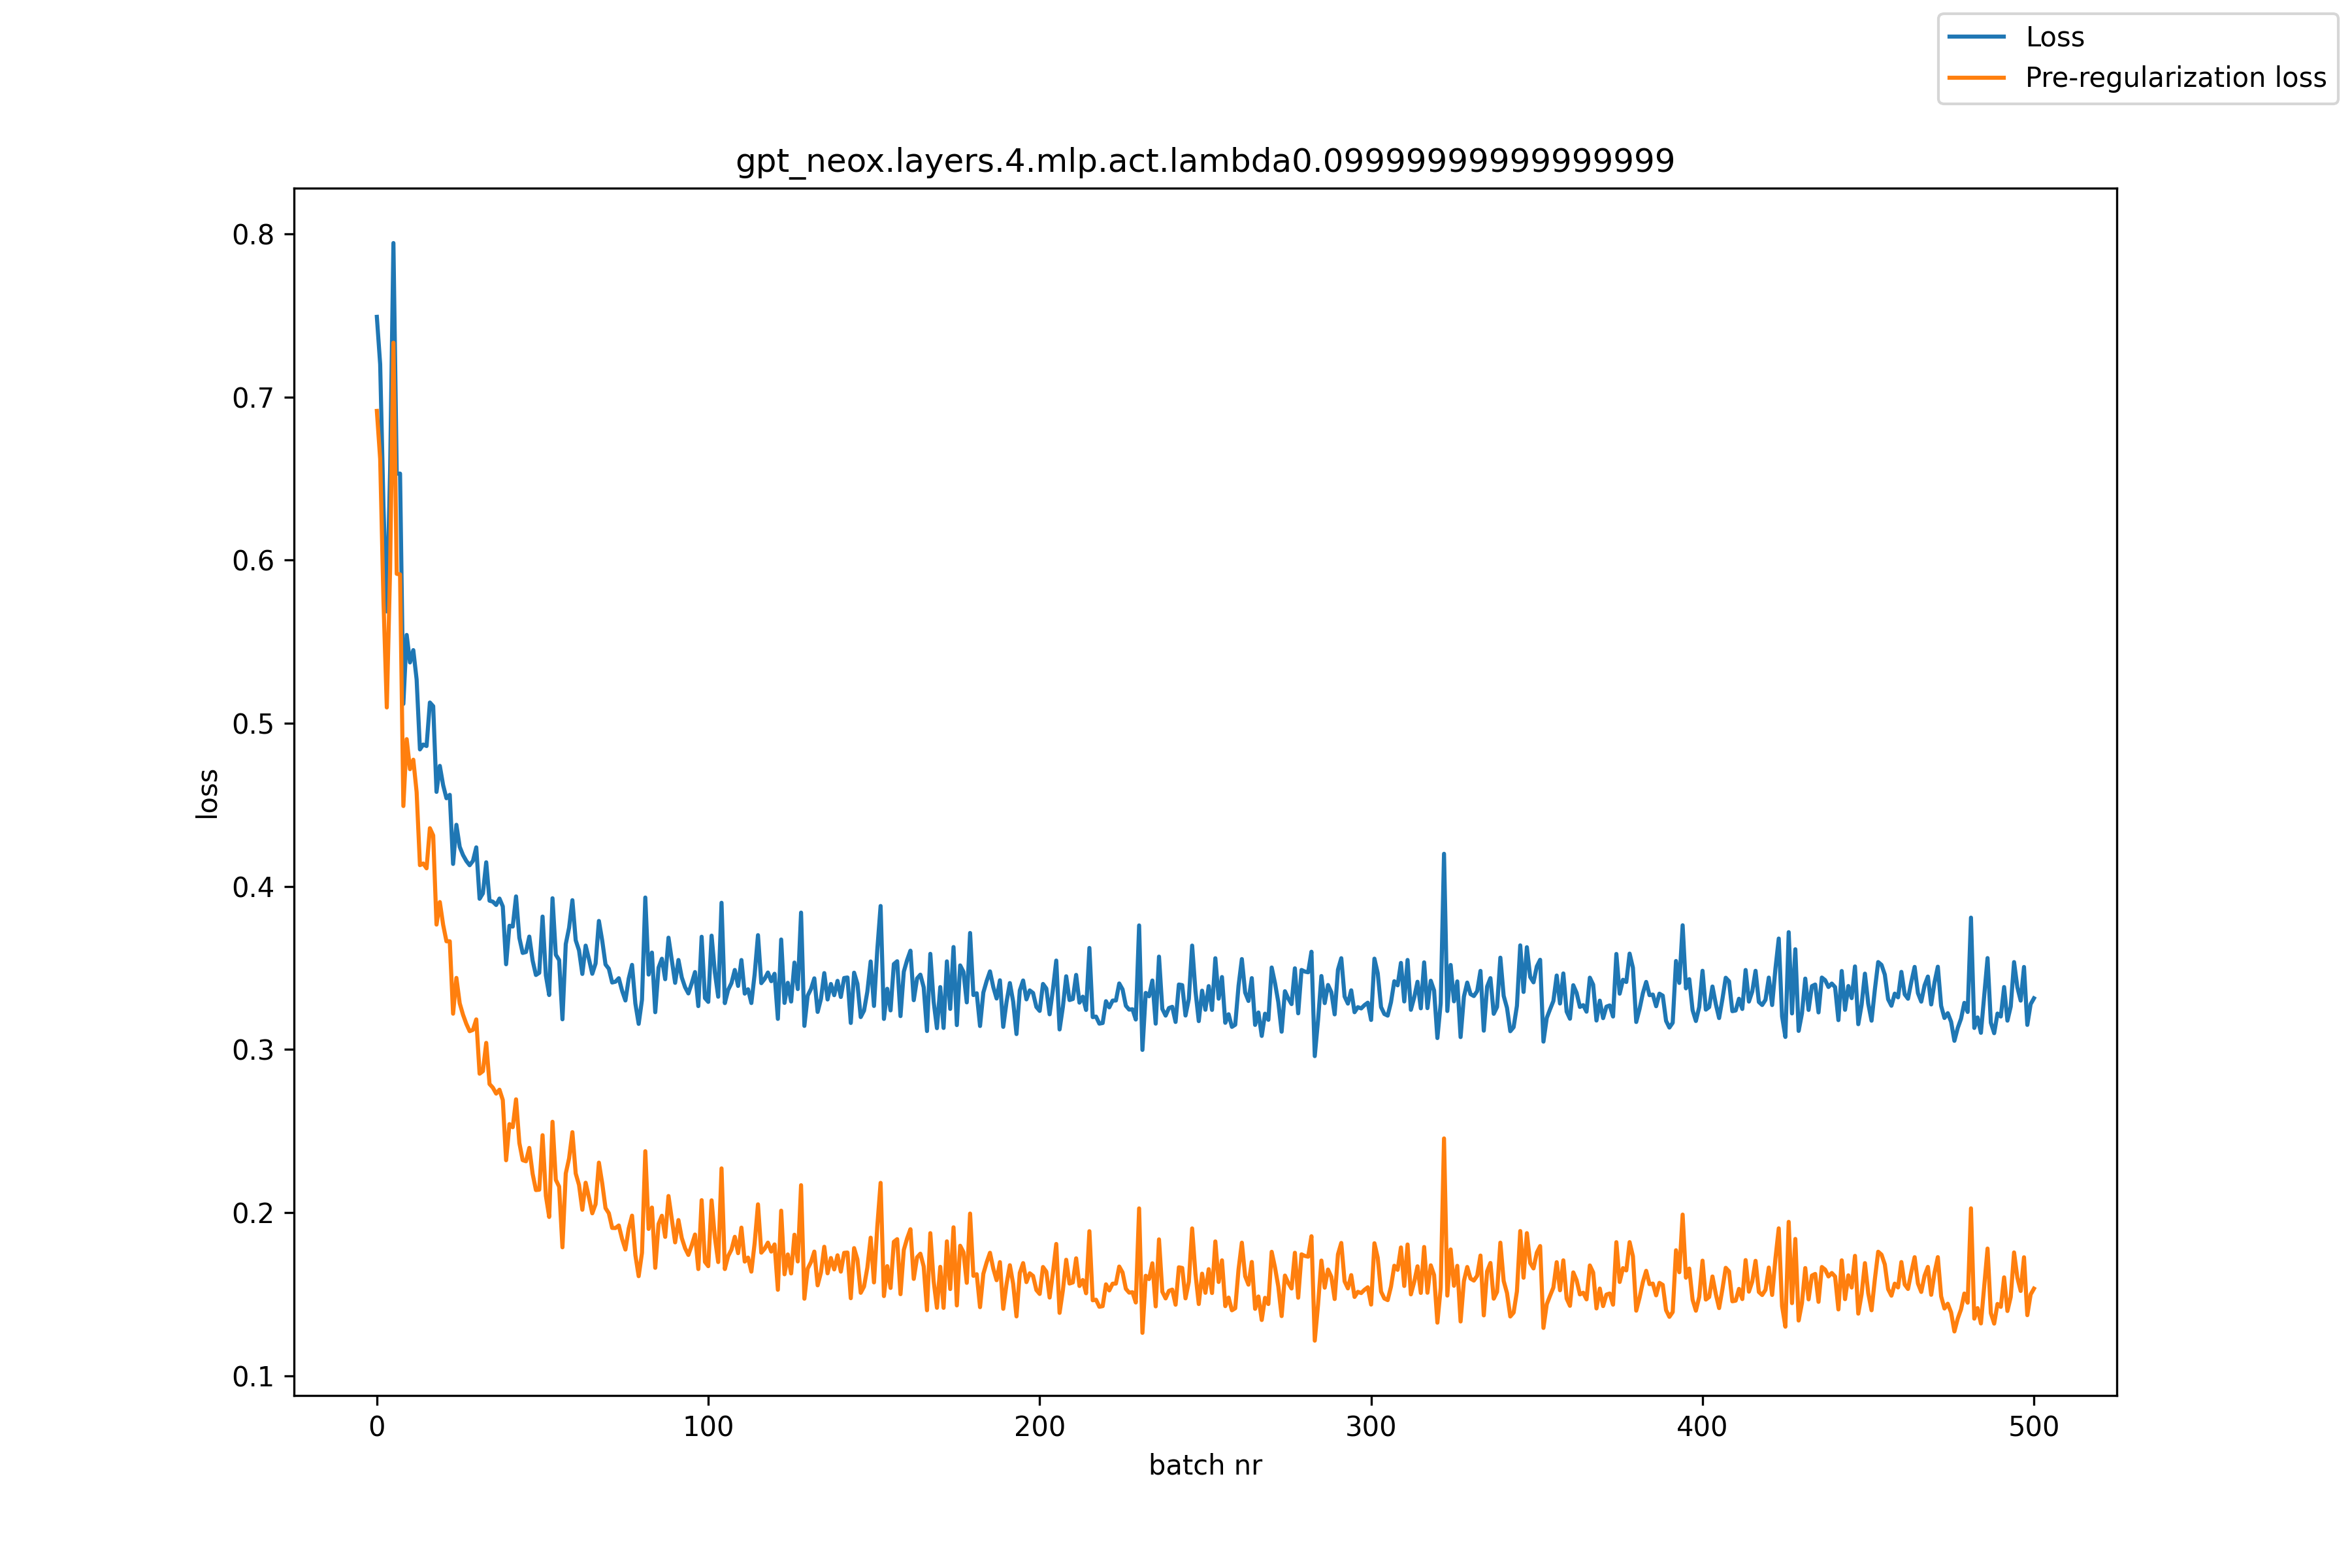 Loss
Pre-regularization loss
gpt_neox.layers.4.mlp.act.lambda0.09999999999999999
0.8
0.7
0.6
0.5
0.4
0.3
0.2
0.1
loss
0 100 200 300 400 500
batch nr